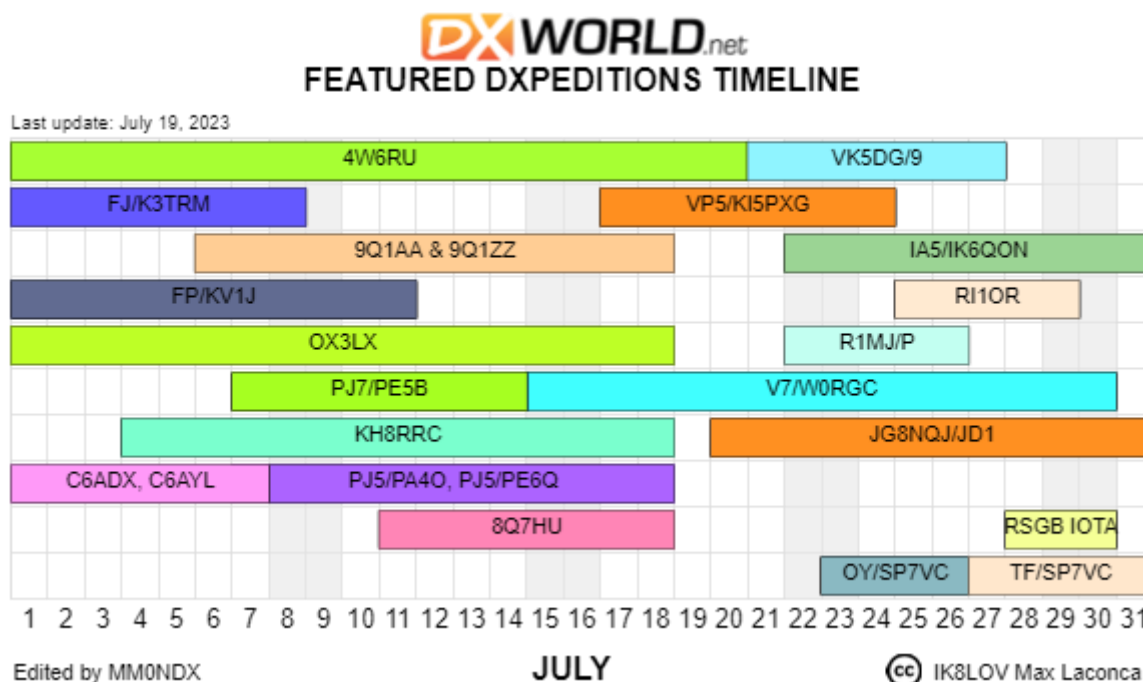 DX WORLD.net
FEATURED DXPEDITIONS TIMELINE
Last update: July 19, 2023
4W6RU VK5DG/9
FJ/K3TRM VP5/KI5PXG
9Q1AA & 9Q1ZZ IA5/IK6QON
FP/KV1J RI1OR
OX3LX R1MJ/P
PJ7/PE5B V7/W0RGC
KH8RRC JG8NQJ/JD1
C6ADX, C6AYL PJ5/PA4O, PJ5/PE6Q
8Q7HU RSGB IOTA
OY/SP7VC TF/SP7VC
1 2 3 4 5 6 7 8 9 10 11 12 13 14 15 16 17 18 19 20 21 22 23 24 25 26 27 28 29 30 31
Edited by MM0NDX JULY cc IK8LOV Max Laconca